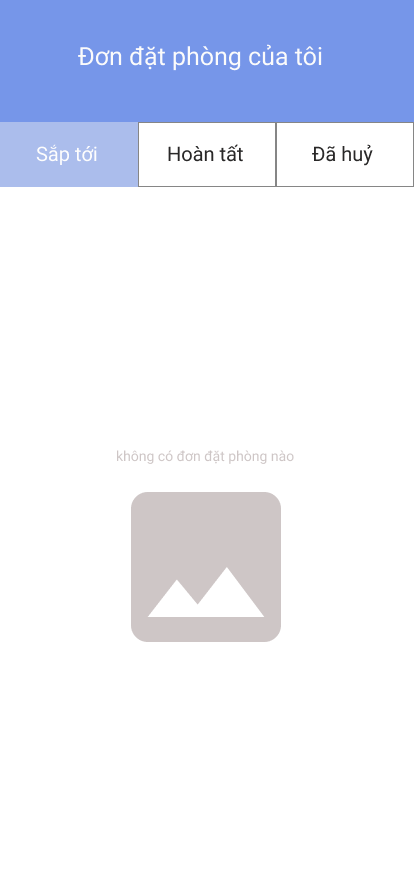 Đơn đặt phòng của tôi
Sắp tới
Hoàn tất
Đã huỷ
không có đơn đặt phòng nào